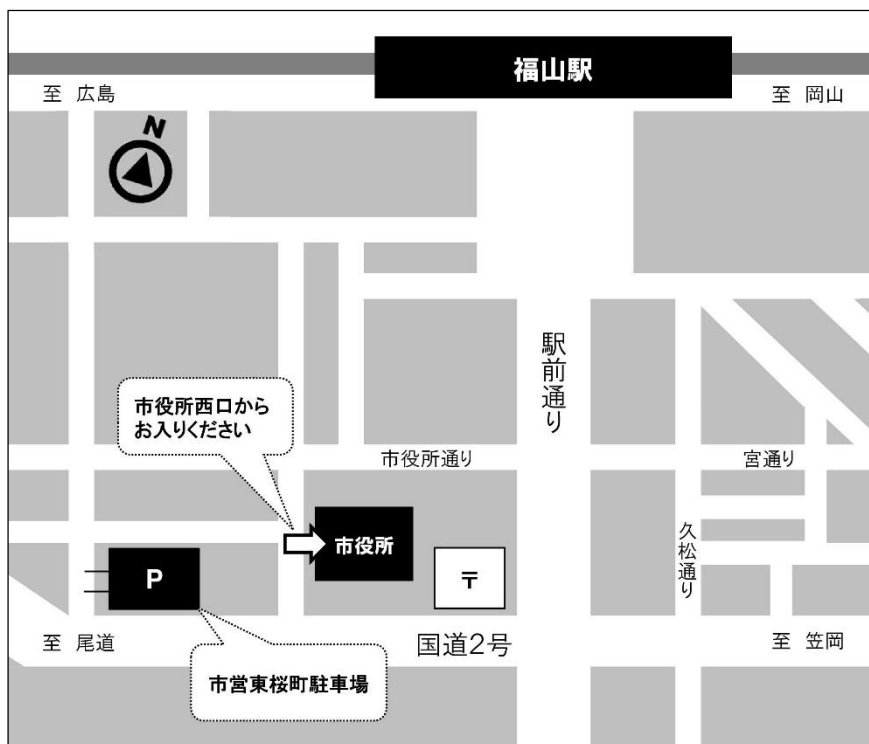 福山駅
至 広島
至 岡山
N
駅前通り
市役所西口から
お入りください
市役所通り
宮通り
久松通り
市役所
〒
P
至 尾道
国道2号
至 笠岡
市営東桜町駐車場